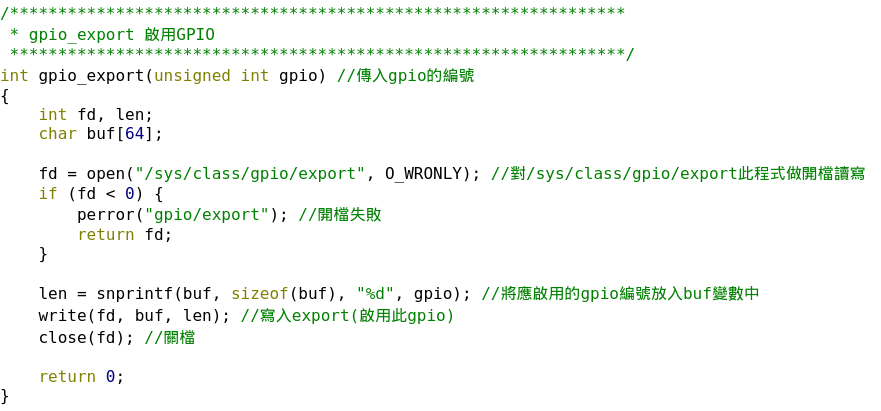 /****************************************************************
 * gpio_export 啟用GPIO
 ****************************************************************/
int gpio_export(unsigned int gpio) //傳入gpio的編號
{
    int fd, len;
    char buf[64];

    fd = open("/sys/class/gpio/export", O_WRONLY); //對/sys/class/gpio/export此程式做開檔讀寫
    if (fd < 0) {
        perror("gpio/export"); //開檔失敗
        return fd;
    }

    len = snprintf(buf, sizeof(buf), "%d", gpio); //將應啟用的gpio編號放入buf變數中
    write(fd, buf, len); //寫入export(啟用此gpio)
    close(fd); //關檔

    return 0;
}